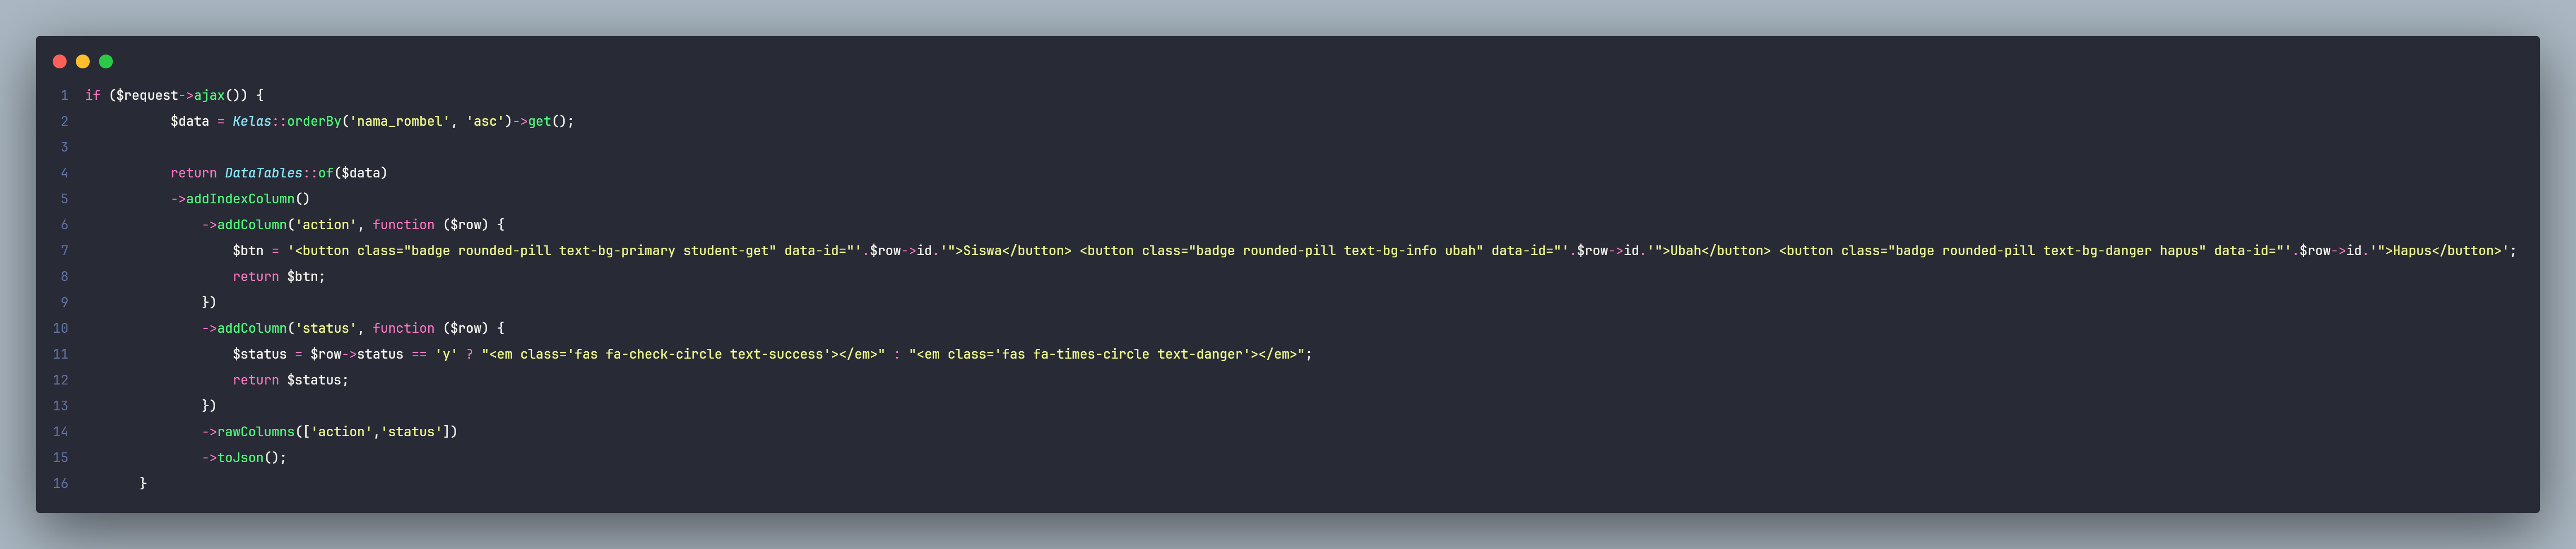 1 if ($request->ajax()) {
2 $data = Kelas::orderBy('nama_rombel', 'asc')->get();
3
4 return DataTables::of($data)
5 ->addIndexColumn()
6 ->addColumn('action', function ($row) {
7 $btn = '<button class="badge rounded-pill text-bg-primary student-get" data-id="'.$row->id.'">Siswa</button> <button class="badge rounded-pill text-bg-info ubah" data-id="'.$row->id.'">Ubah</button> <button class="badge rounded-pill text-bg-danger hapus" data-id="'.$row->id.'">Hapus</button>';
8 return $btn;
9 })
10 ->addColumn('status', function ($row) {
11 $status = $row->status == 'y' ? "<em class='fas fa-check-circle text-success'></em>" : "<em class='fas fa-times-circle text-danger'></em>";
12 return $status;
13 })
14 ->rawColumns(['action','status'])
15 ->toJson();
16 }